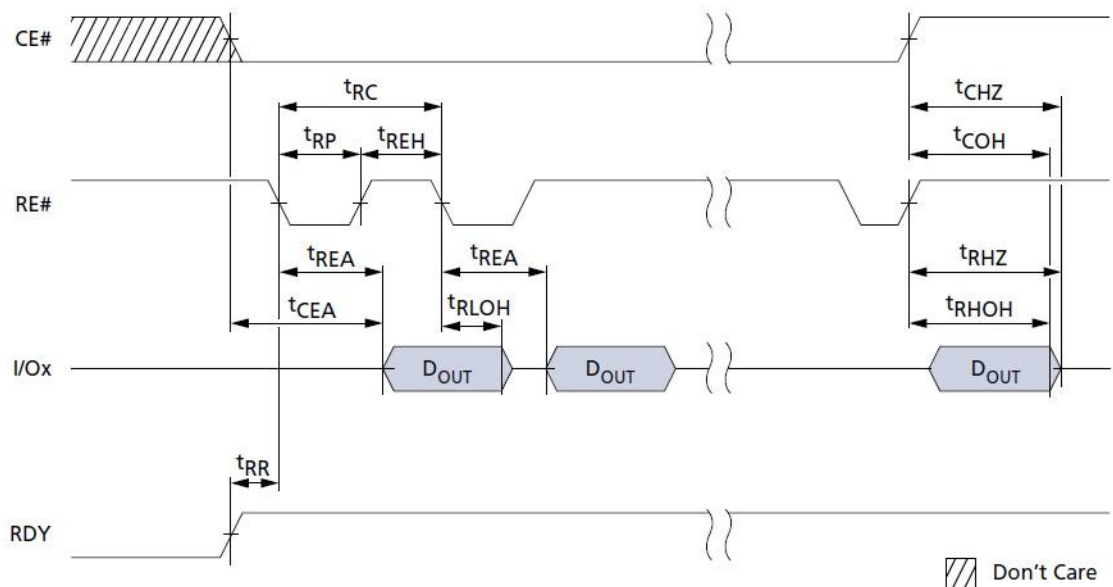 CE#
tRC
tCHZ
tRP
tREH
tCOH
RE#
tREA
tREA
tRHZ
tCEA
tRLOH
tRHOH
I/Ox
DOUT
DOUT
DOUT
tRR
RDY
Don't Care